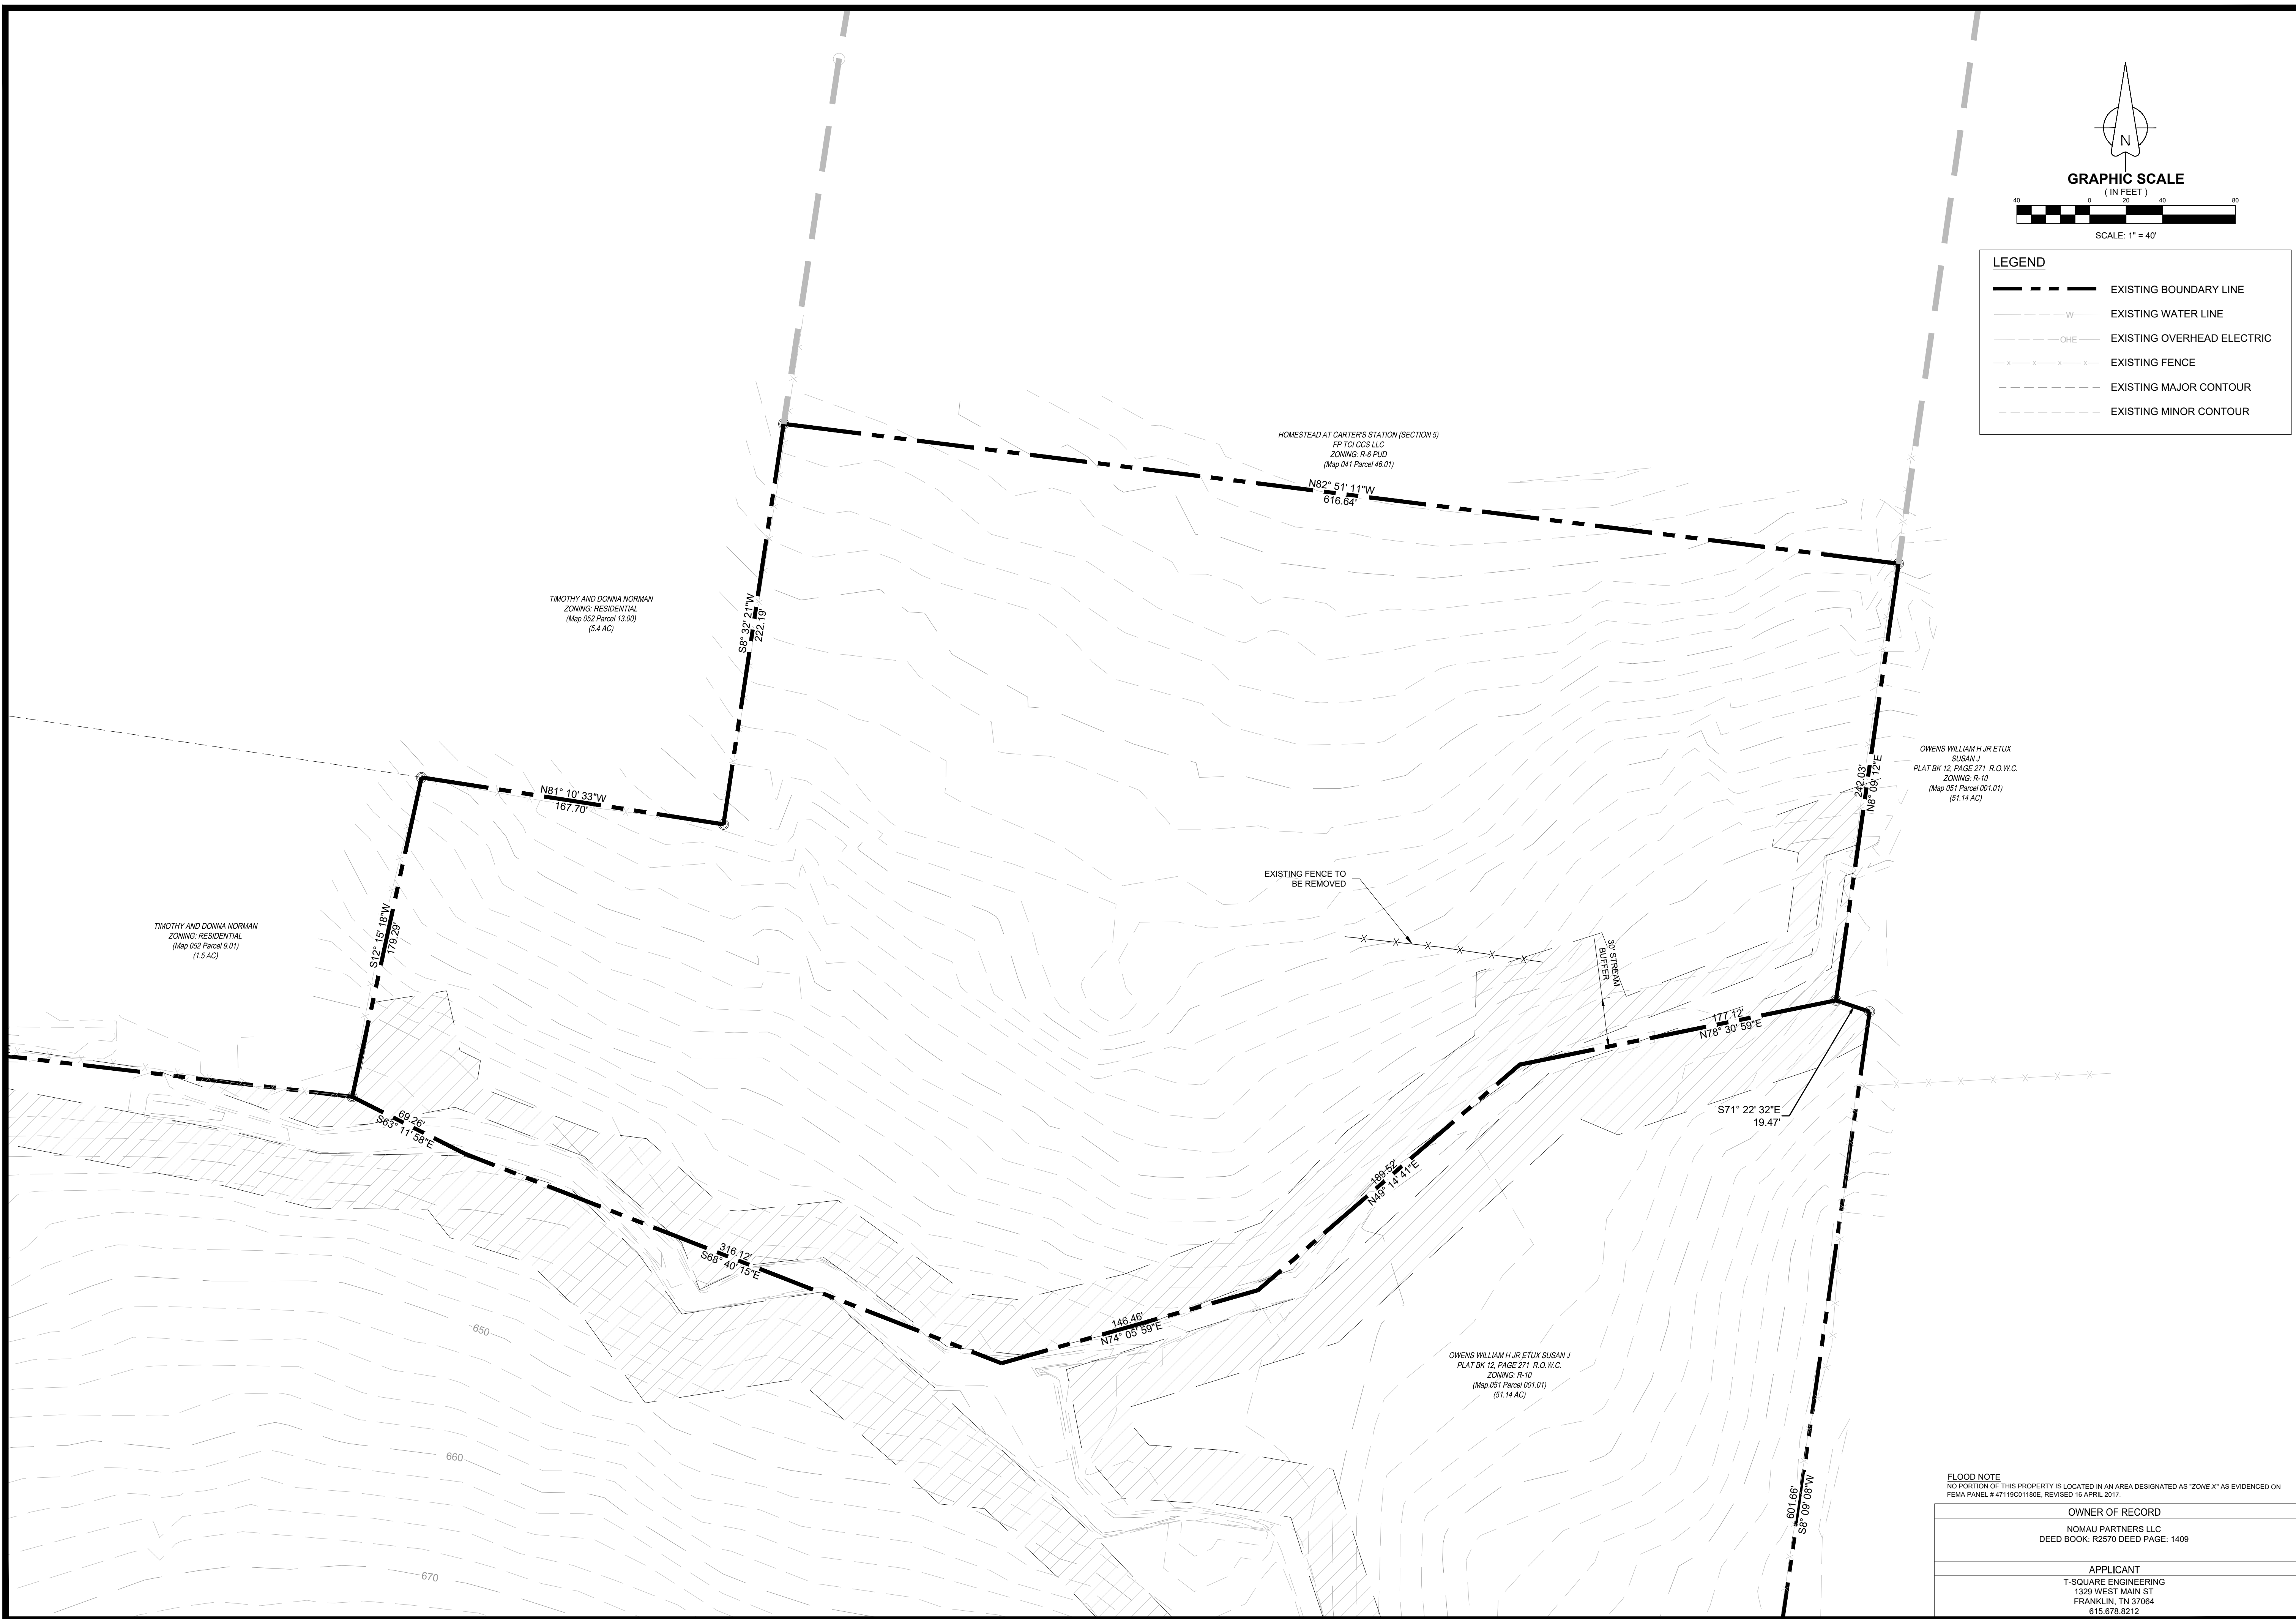 N
GRAPHIC SCALE
( IN FEET )
40 0 20 40 80
SCALE: 1" = 40'
LEGEND
EXISTING BOUNDARY LINE
W
EXISTING WATER LINE
OHE
EXISTING OVERHEAD ELECTRIC
x x x x
EXISTING FENCE
EXISTING MAJOR CONTOUR
EXISTING MINOR CONTOUR
HOMESTEAD AT CARTER'S STATION (SECTION 5)
FP TCI CCS LLC
ZONING: R-6 PUD
(Map 041 Parcel 46.01)
N82° 51' 11"W
616.64'
TIMOTHY AND DONNA NORMAN
ZONING: RESIDENTIAL
(Map 052 Parcel 13.00)
(5.4 AC)
S8° 32' 21"W
222.19'
OWENS WILLIAM H JR ETUX
SUSAN J
PLAT BK 12, PAGE 271 R.O.W.C.
ZONING: R-10
(Map 051 Parcel 001.01)
(51.14 AC)
242.03'
N8° 09' 12"E
N81° 10' 33"W
167.70'
EXISTING FENCE TO
BE REMOVED
TIMOTHY AND DONNA NORMAN
ZONING: RESIDENTIAL
(Map 052 Parcel 9.01)
(1.5 AC)
S12° 15' 18"W
179.29'
30' STREAM
BUFFER
177.12'
N78° 30' 59"E
S71° 22' 32"E
19.47'
69.26'
S63° 11' 58"E
189.52'
N49° 14' 41"E
316.12'
S68° 40' 15"E
146.46'
N74° 05' 59"E
650
OWENS WILLIAM H JR ETUX SUSAN J
PLAT BK 12, PAGE 271 R.O.W.C.
ZONING: R-10
(Map 051 Parcel 001.01)
(51.14 AC)
660
601.66'
S8° 09' 08"W
670
FLOOD NOTE
NO PORTION OF THIS PROPERTY IS LOCATED IN AN AREA DESIGNATED AS "ZONE X" AS EVIDENCED ON
FEMA PANEL # 47119C01180E, REVISED 16 APRIL 2017.
OWNER OF RECORD
NOMAU PARTNERS LLC
DEED BOOK: R2570 DEED PAGE: 1409
APPLICANT
T-SQUARE ENGINEERING
1329 WEST MAIN ST
FRANKLIN, TN 37064
615.678.8212